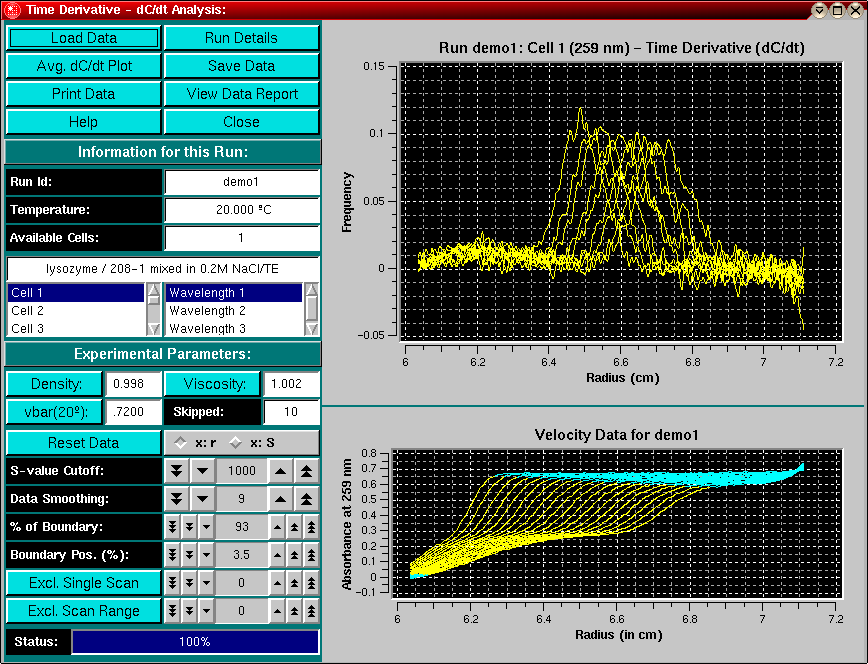 Time Derivative - dC/dt Analysis:
Load Data
Run Details
Avg. dC/dt Plot
Save Data
Print Data
View Data Report
Help
Close
Information for this Run:
Run Id:
demo1
Temperature:
20.000 ºC
Available Cells:
1
lysozyme / 208-1 mixed in 0.2M NaCl/TE
Cell 1
Cell 2
Cell 3
Wavelength 1
Wavelength 2
Wavelength 3
Experimental Parameters:
Density:
0.998
Viscosity:
1.002
vbar(20º):
.7200
Skipped:
10
Reset Data
x: r
x: S
S-value Cutoff:
1000
Data Smoothing:
9
% of Boundary:
93
Boundary Pos. (%):
3.5
Excl. Single Scan
0
Excl. Scan Range
0
Status:
100%
Run demo1: Cell 1 (259 nm) - Time Derivative (dC/dt)
Frequency
0.15
0.1
0.05
0
-0.05
6
6.2
6.4
6.6
6.8
7
7.2
Radius (cm)
Velocity Data for demo1
Absorbance at 259 nm
0.8
0.7
0.6
0.5
0.4
0.3
0.2
0.1
0
-0.1
6
6.2
6.4
6.6
6.8
7
7.2
Radius (in cm)